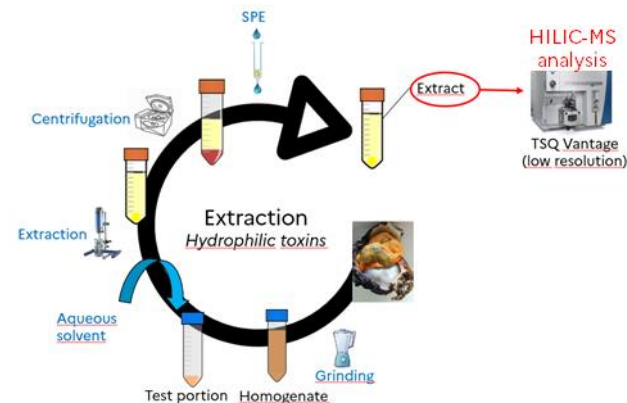 SPE
HILIC-MS
analysis
Extract
TSQ Vantage
(low resolution)
Centrifugation
Extraction
Extraction
Hydrophilic toxins
Aqueous
solvent
Test portion
Homogenate
Grinding